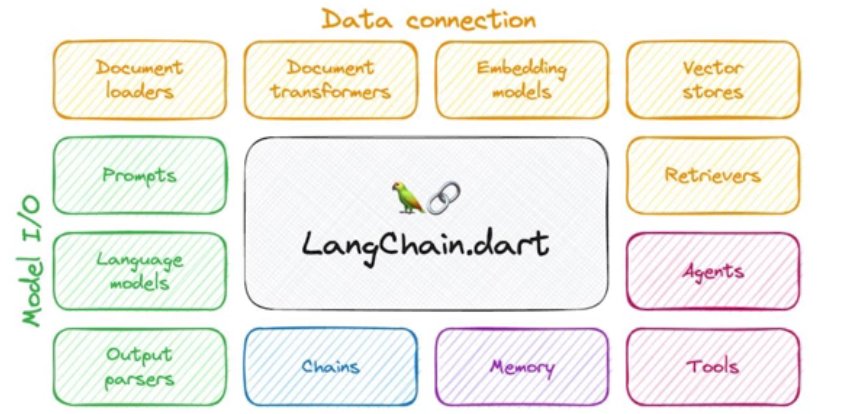 Data connection
Document
loaders
Document
transformers
Embedding
models
Vector
stores
Model I/O
Prompts
LangChain.dart
Retrievers
Language
models
Agents
Output
parsers
Chains
Memory
Tools